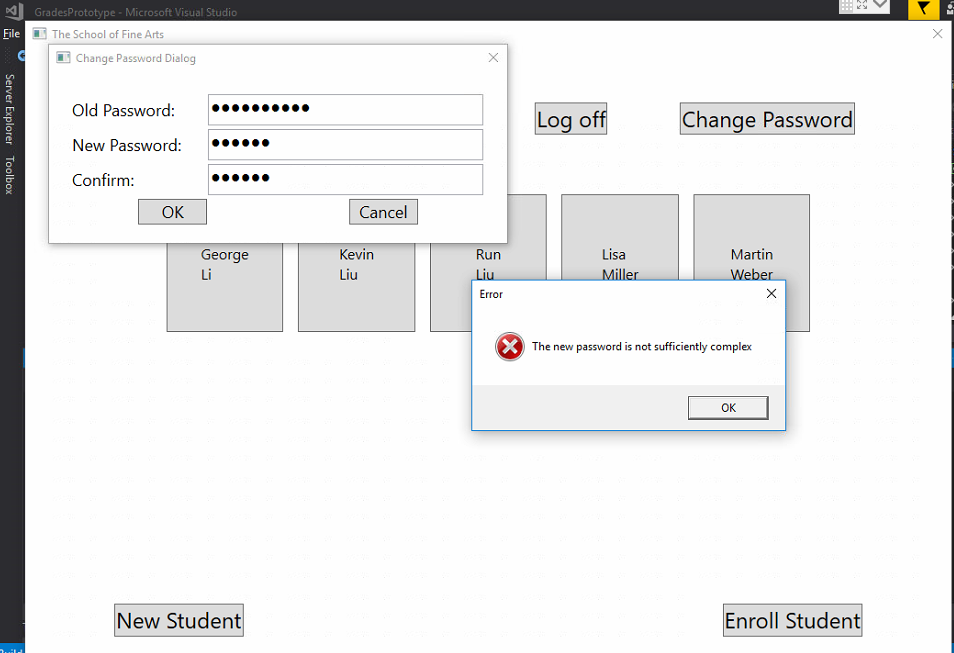 GradesPrototype - Microsoft Visual Studio
File
The School of Fine Arts
Change Password Dialog
Server Explorer
Toolbox
Old Password: ●●●●●●●●●●
New Password: ●●●●●●
Confirm: ●●●●●●
OK
Cancel
Log off
Change Password
George
Li
Kevin
Liu
Run
Liu
Lisa
Miller
Martin
Weber
Error
The new password is not sufficiently complex
OK
New Student
Enroll Student